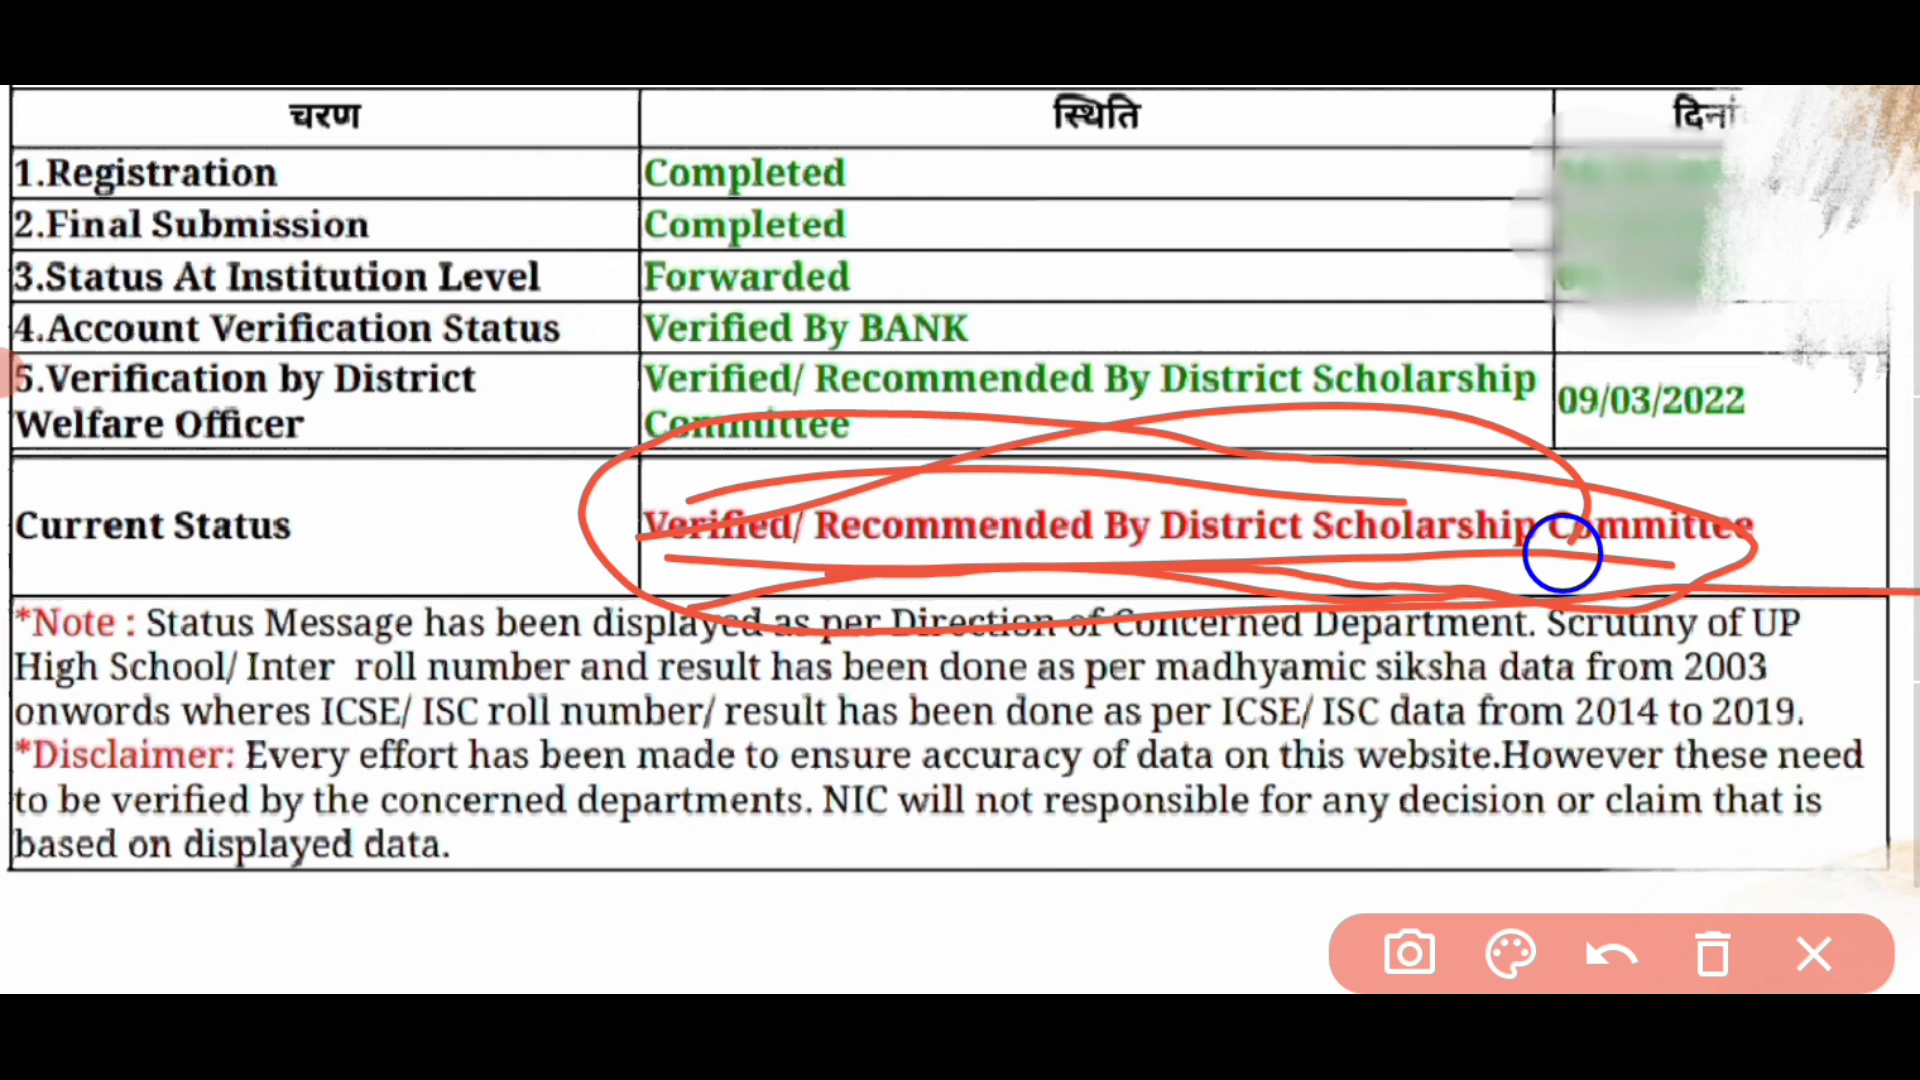 चरण स्थिति
1.Registration Completed
2.Final Submission Completed
3.Status At Institution Level Forwarded
4.Account Verification Status Verified By BANK
5.Verification by District Verified/ Recommended By District Scholarship 09/03/2022
Welfare Officer Committee
Current Status Verified/ Recommended By District Scholarship Committee
*Note : Status Message has been displayed as per Direction of Concerned Department. Scrutiny of UP
High School/ Inter roll number and result has been done as per madhyamic siksha data from 2003
onwords wheres ICSE/ ISC roll number/ result has been done as per ICSE/ ISC data from 2014 to 2019.
*Disclaimer: Every effort has been made to ensure accuracy of data on this website.However these need
to be verified by the concerned departments. NIC will not responsible for any decision or claim that is
based on displayed data.